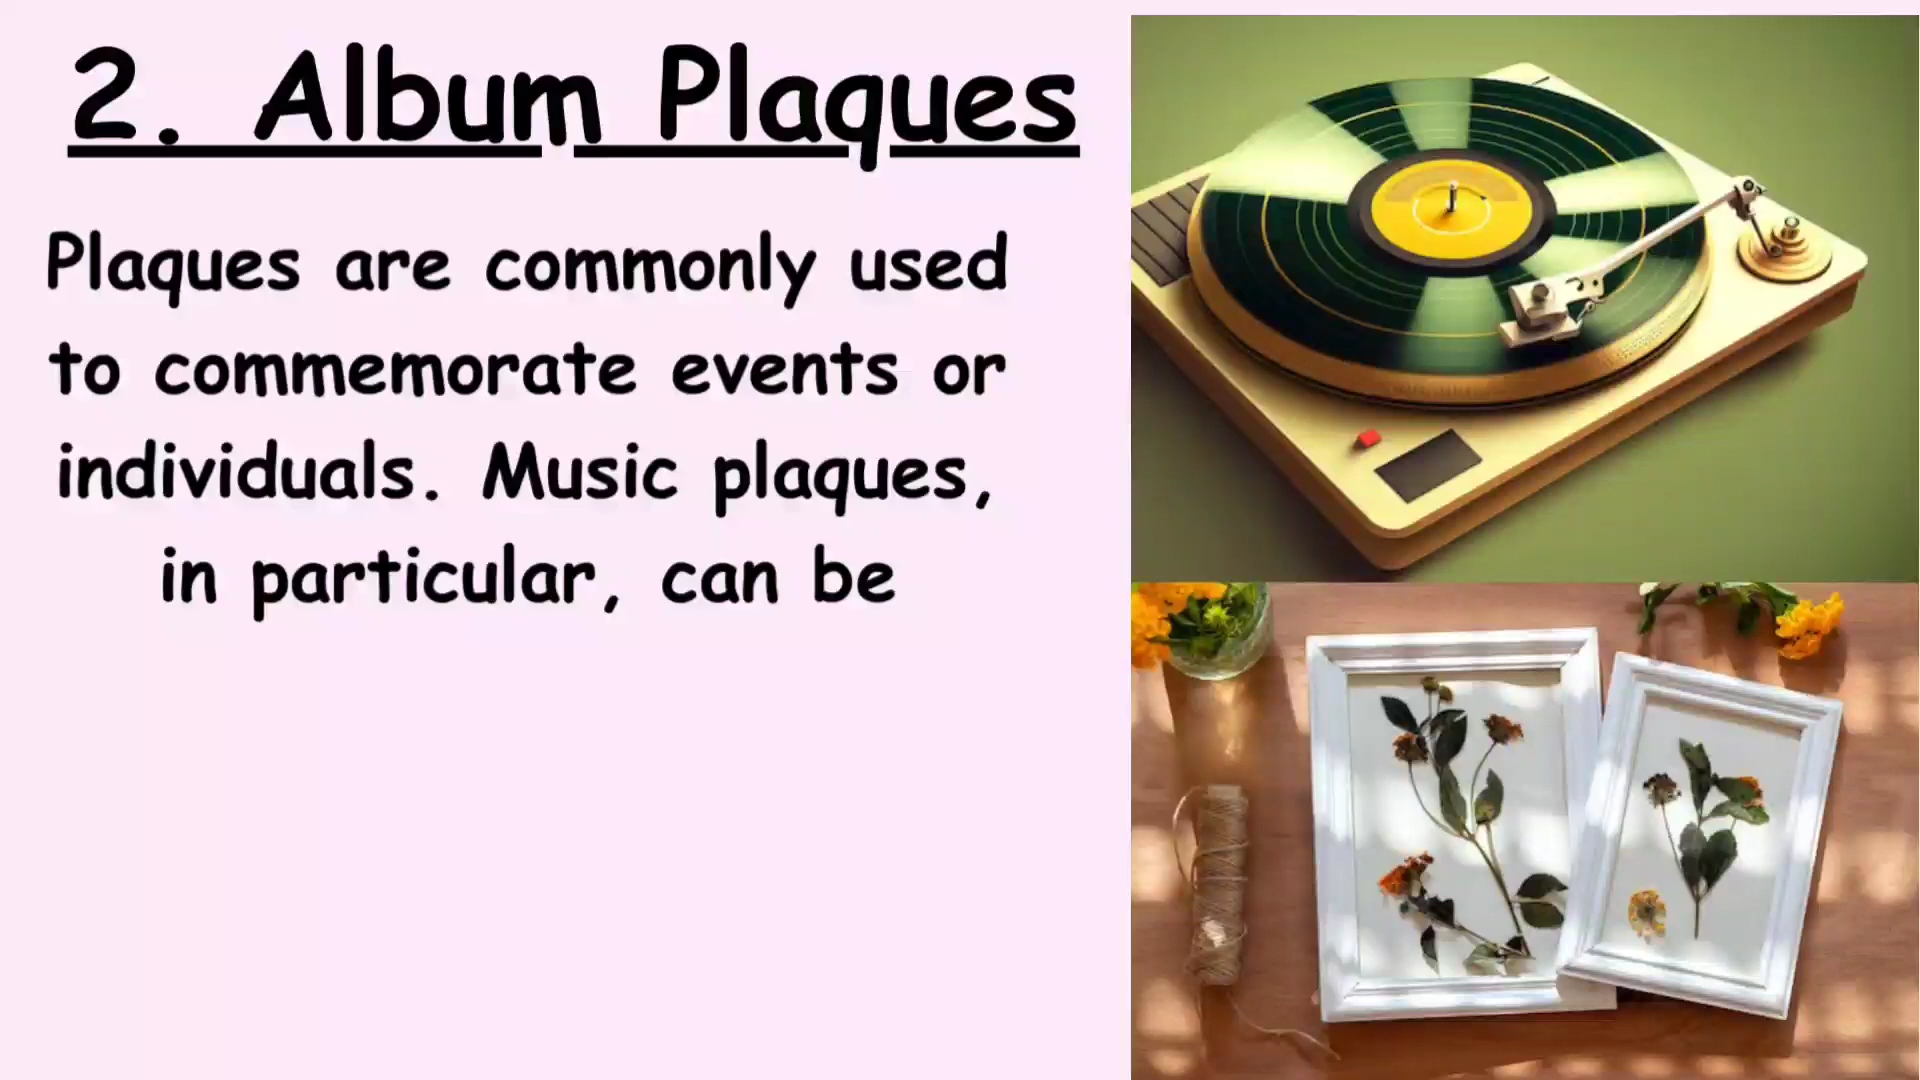 2. Album Plaques
Plaques are commonly used
to commemorate events or
individuals. Music plaques,
in particular, can be